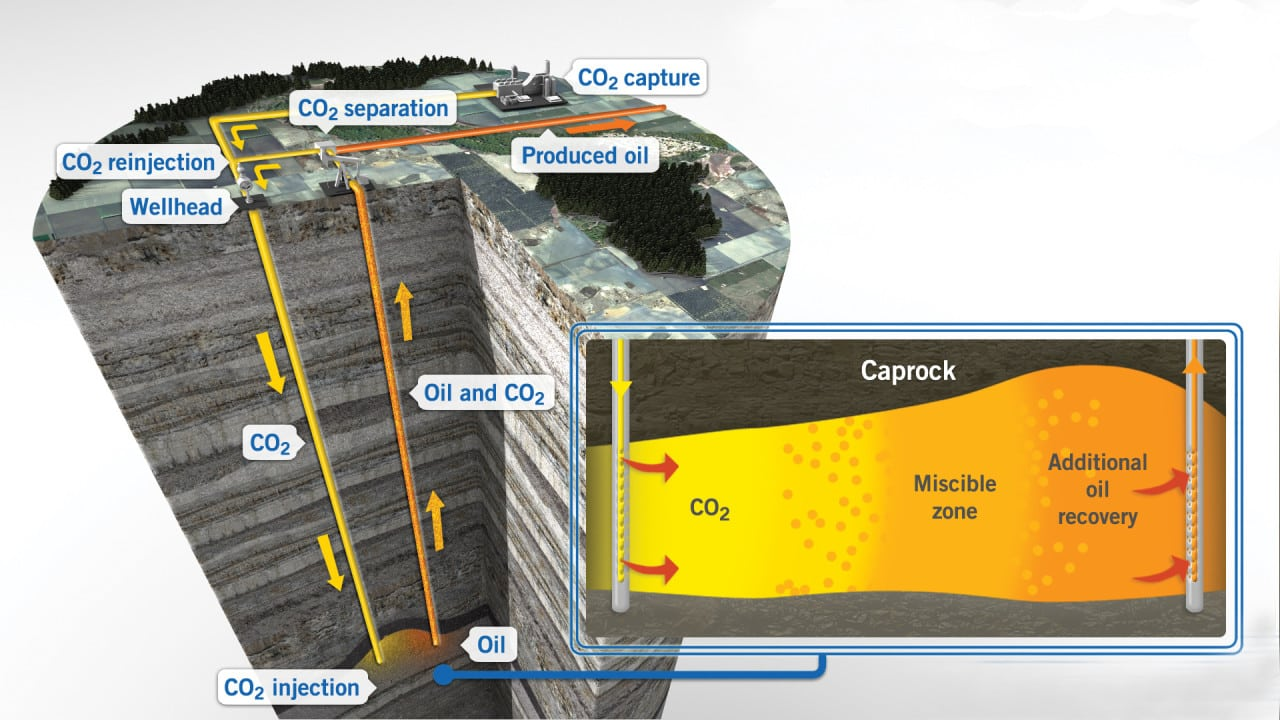 CO₂ capture
CO₂ separation
Produced oil
CO₂ reinjection
Wellhead
Oil and CO₂
CO₂
Oil
CO₂ injection
Caprock
CO₂
Miscible
zone
Additional
oil
recovery